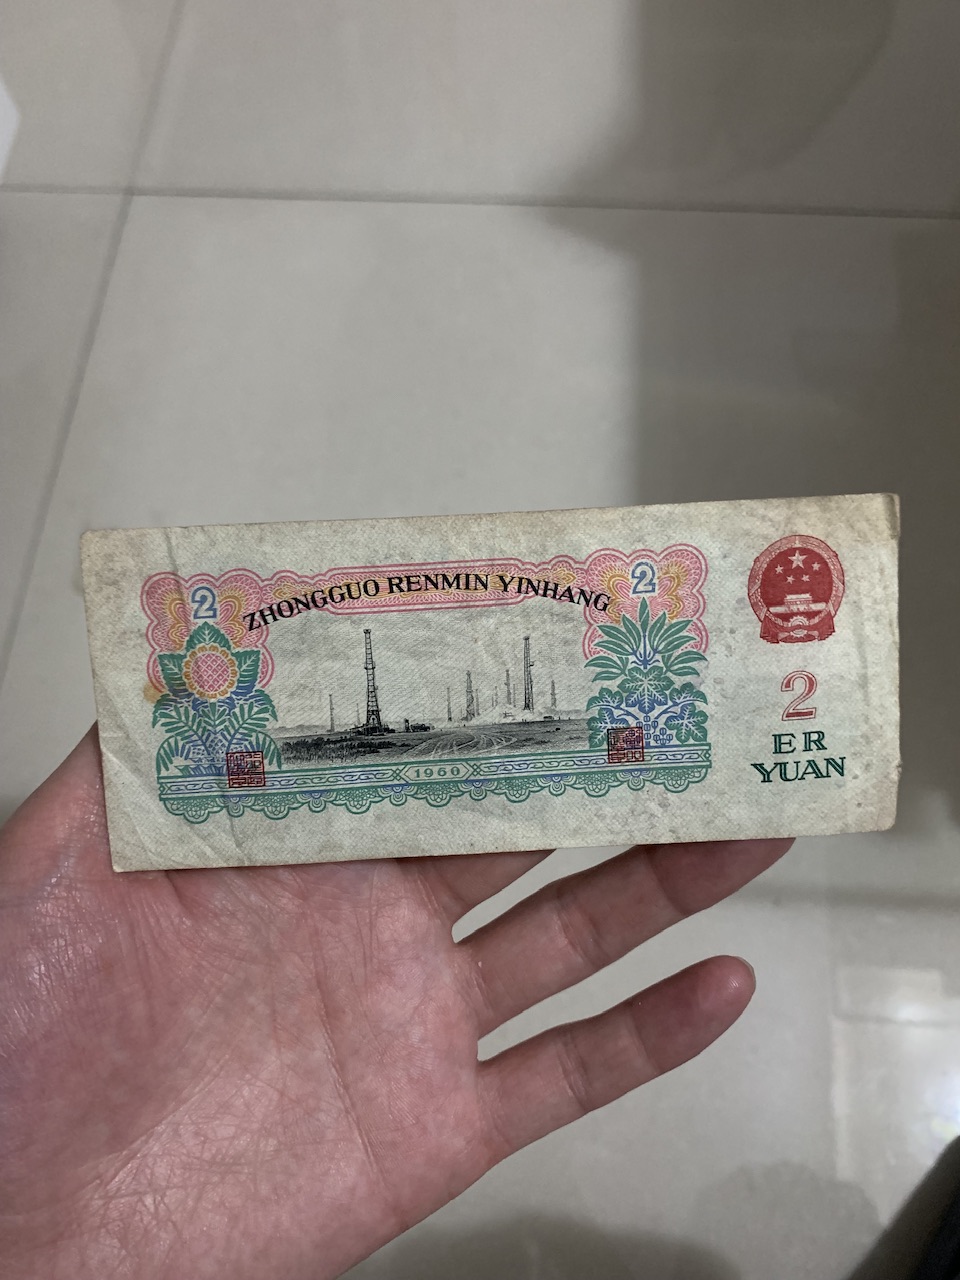 2
2
ZHONGGUO RENMIN YINHANG
1960
2
ER
YUAN